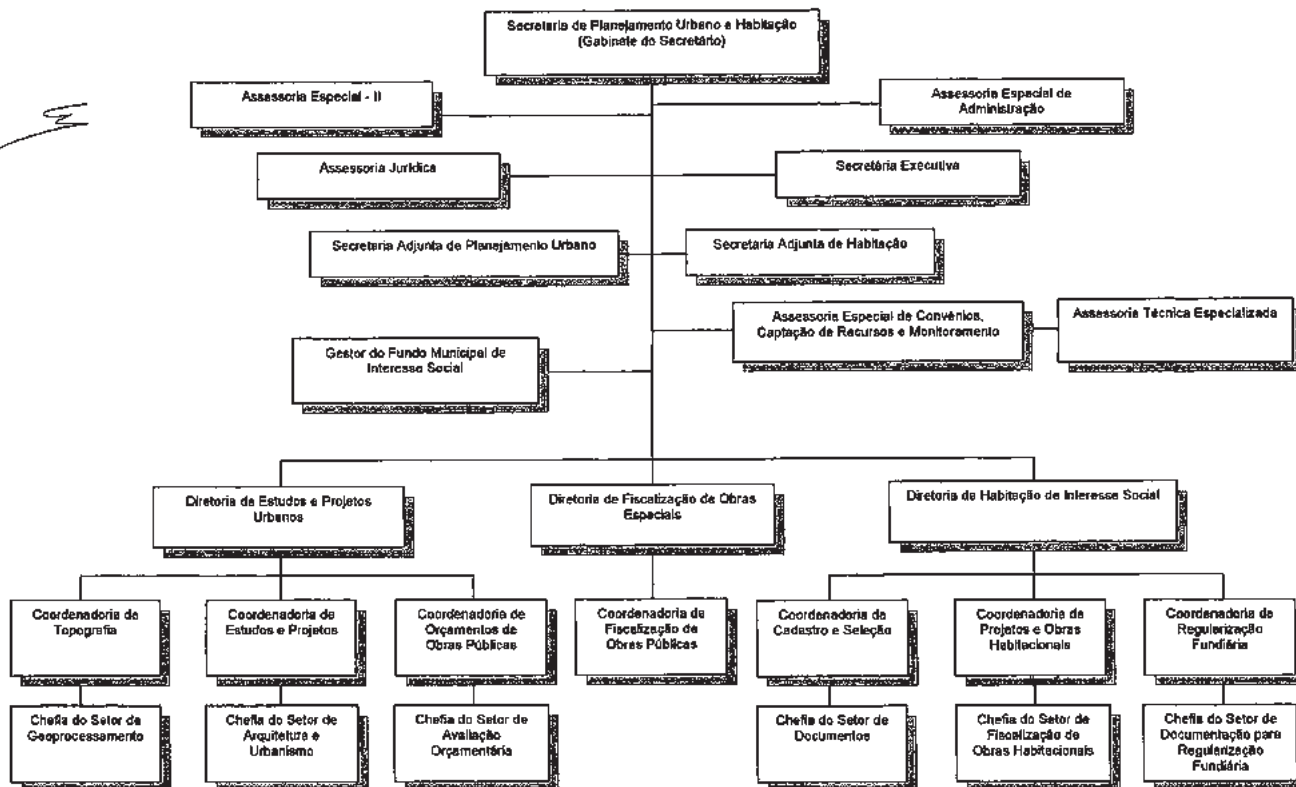 Secretaria de Planejamento Urbano e Habitação
(Gabinete do Secretário)
Assessoria Especial - II
Assessoria Especial de
Administração
Assessoria Jurídica
Secretária Executiva
Secretaria Adjunta de Planejamento Urbano
Secretaria Adjunta de Habitação
Assessoria Especial de Convênios,
Captação de Recursos e Monitoramento
Assessoria Técnica Especializada
Gestor do Fundo Municipal de
Interesse Social
Diretoria de Estudos e Projetos
Urbanos
Diretoria de Fiscalização de Obras
Especiais
Diretoria de Habitação de Interesse Social
Coordenadoria de
Topografia
Coordenadoria de
Estudos e Projetos
Coordenadoria de
Orçamentos de
Obras Públicas
Coordenadoria de
Fiscalização de
Obras Públicas
Coordenadoria de
Cadastro e Seleção
Coordenadoria de
Projetos e Obras
Habitacionais
Coordenadoria de
Regularização
Fundiária
Chefia do Setor de
Geoprocessamento
Chefia do Setor de
Arquitetura e
Urbanismo
Chefia do Setor de
Avaliação
Orçamentária
Chefia do Setor de
Documentos
Chefia do Setor de
Fiscalização de
Obras Habitacionais
Chefia do Setor de
Documentação para
Regularização
Fundiária